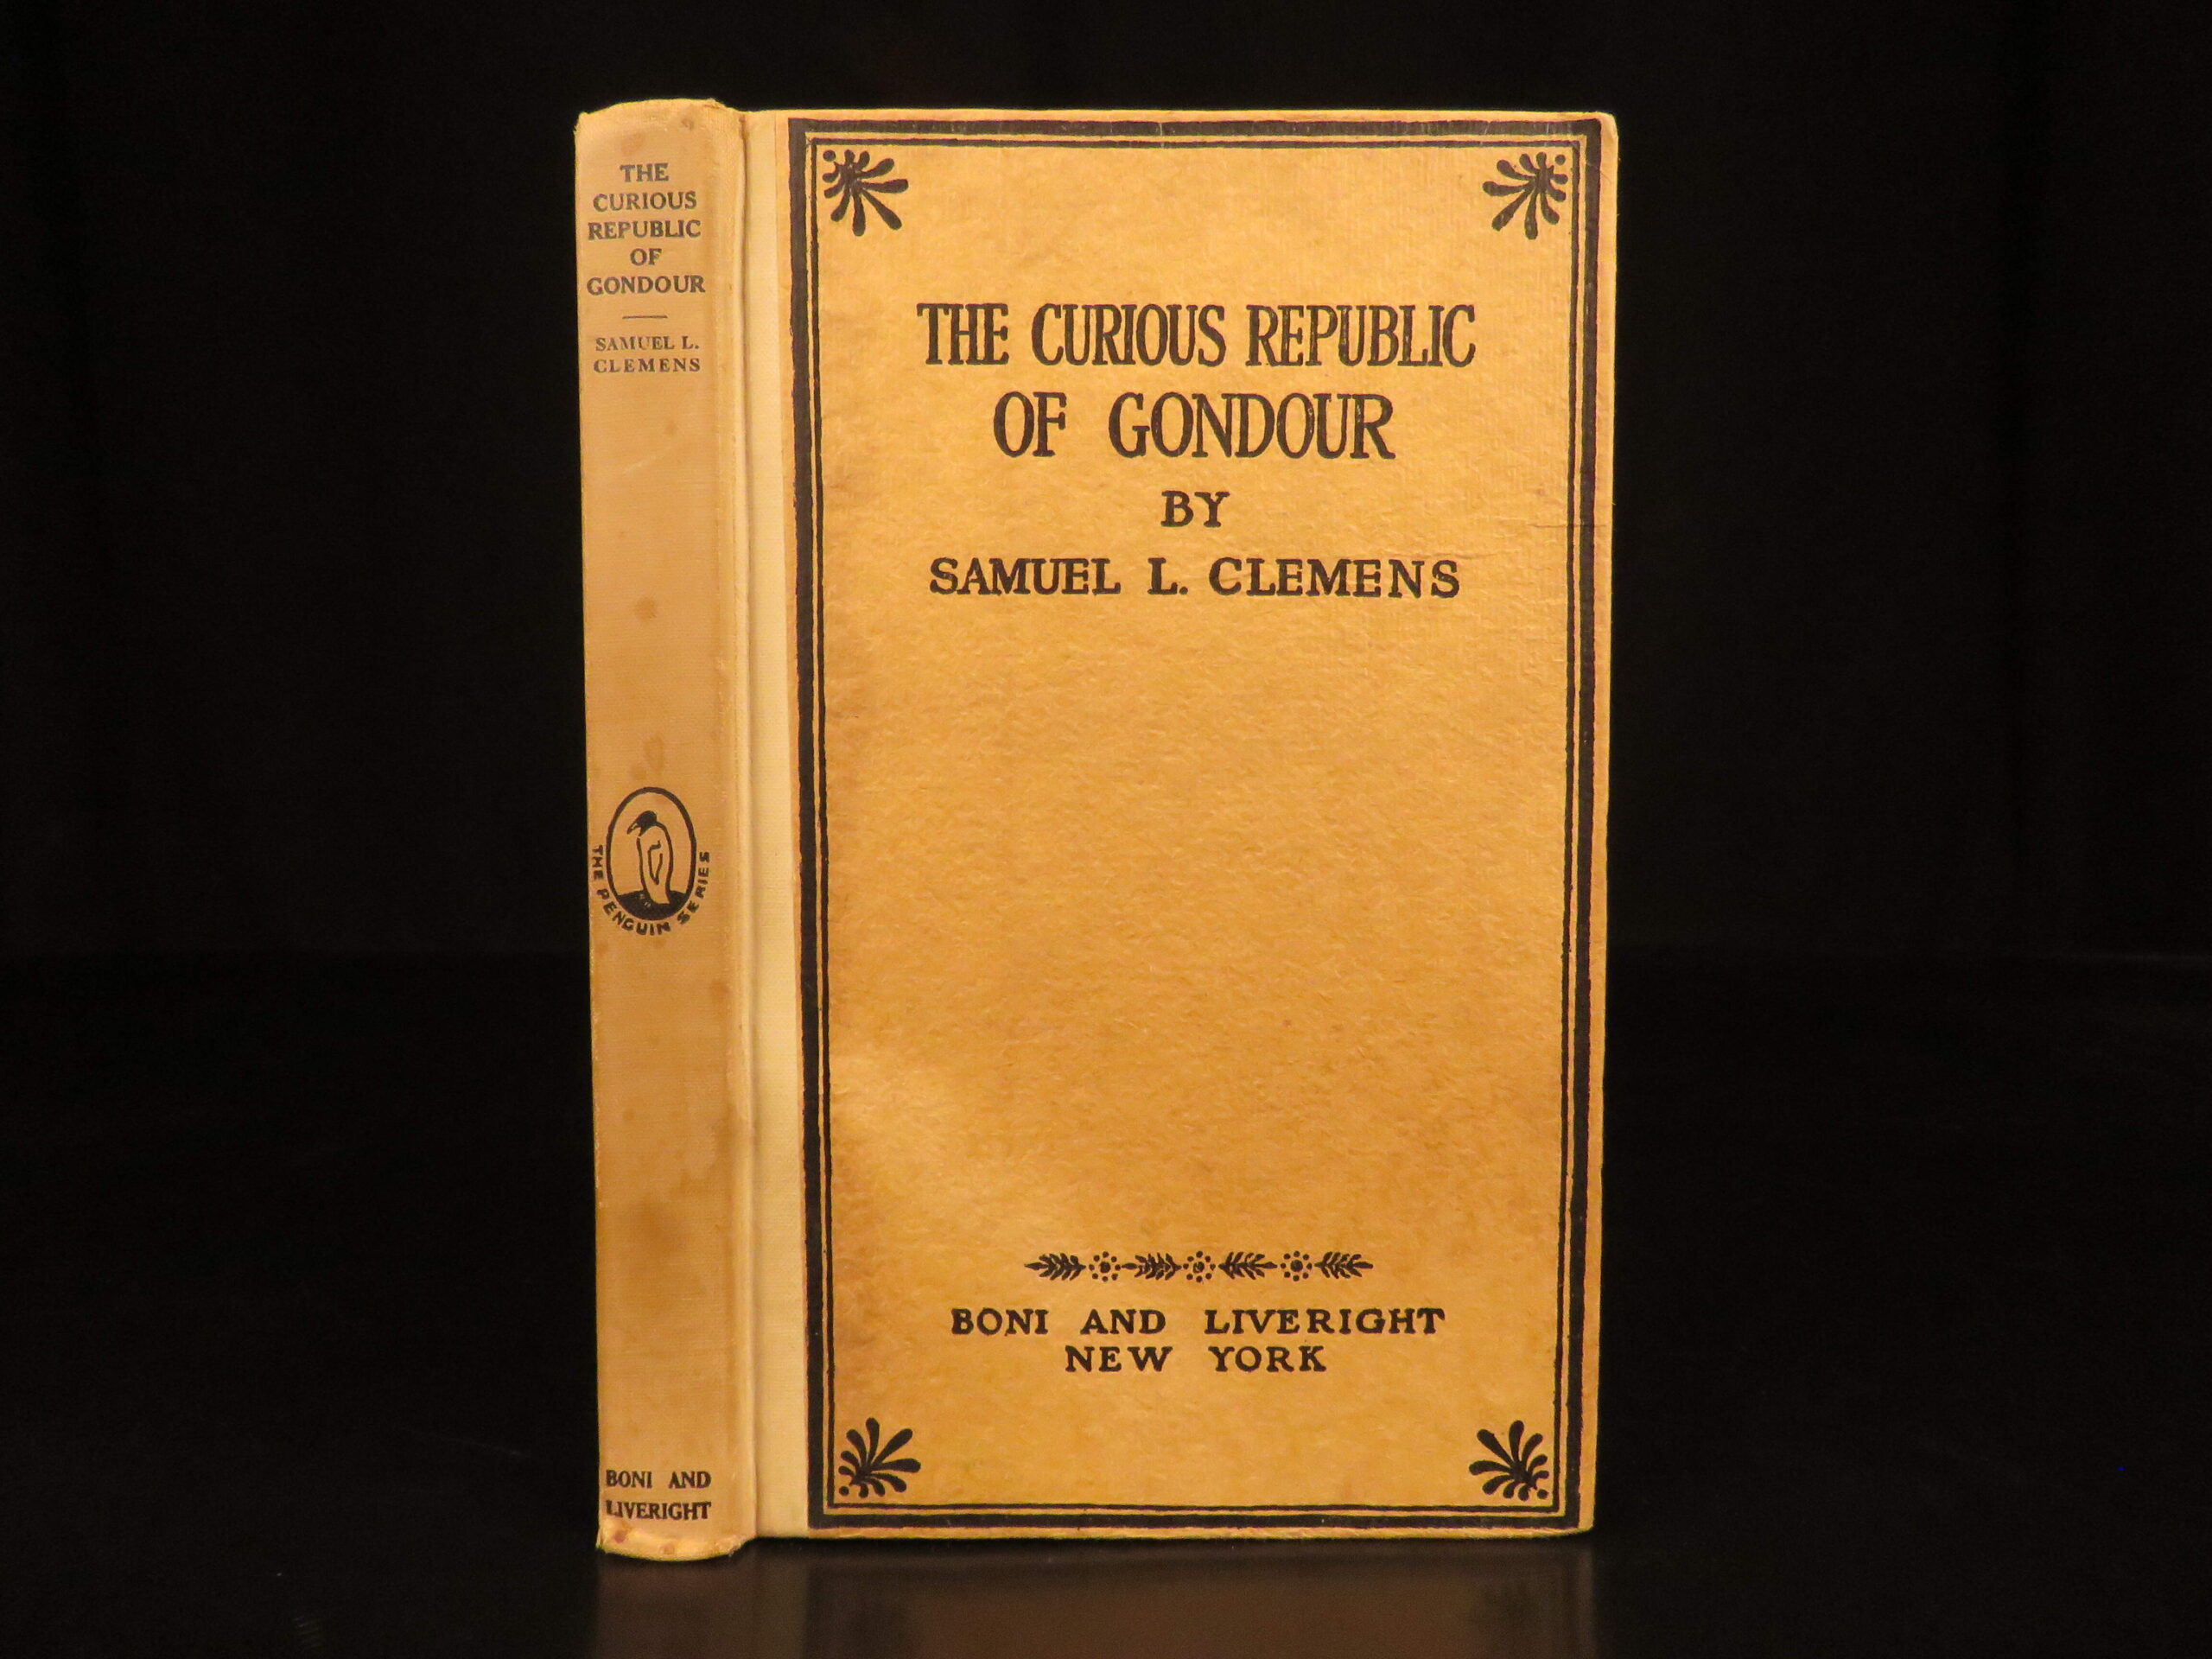 THE
CURIOUS
REPUBLIC
OF
GONDOUR
SAMUEL L.
CLEMENS
THE PENGUIN SERIES
BONI AND
LIVERIGHT
THE CURIOUS REPUBLIC
OF GONDOUR
BY
SAMUEL L. CLEMENS
BONI AND LIVERIGHT
NEW YORK